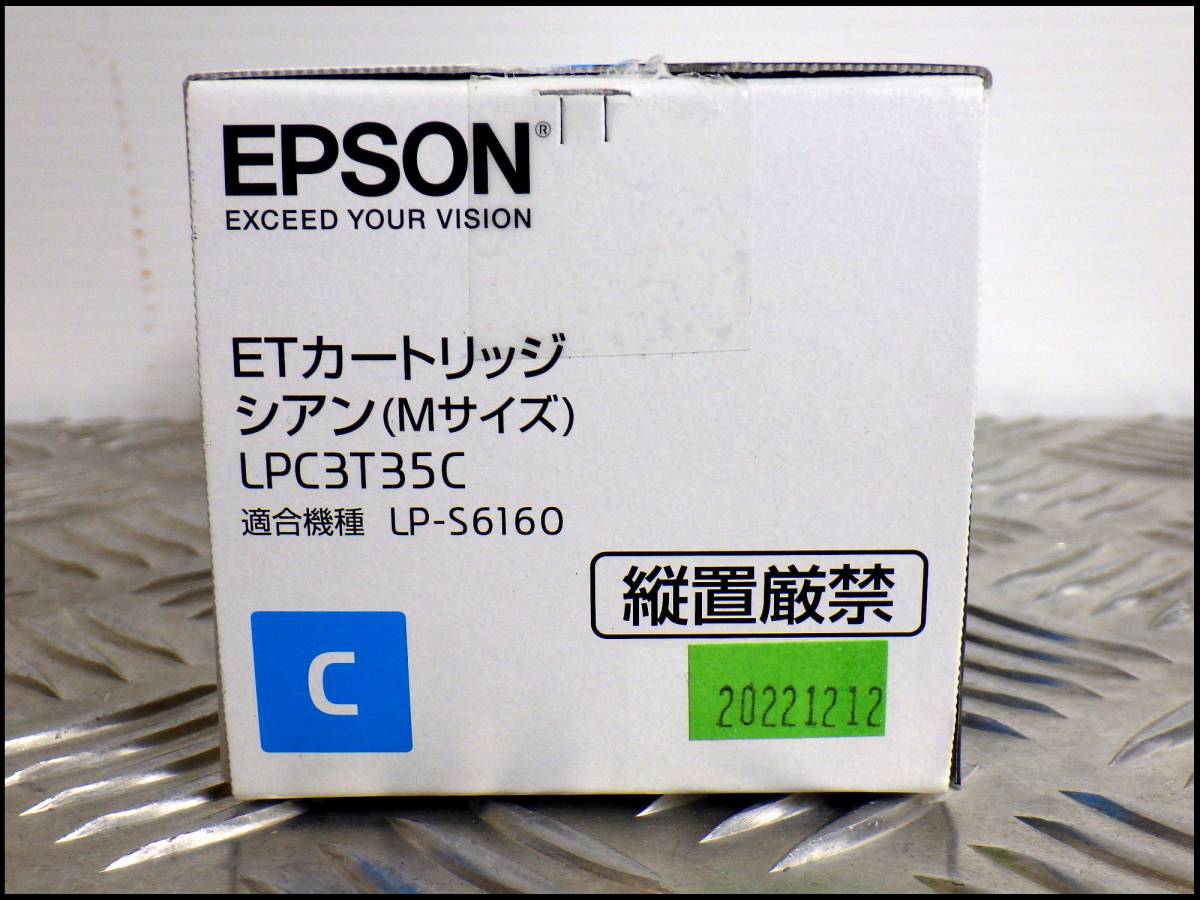 EPSON®
EXCEED YOUR VISION
ETカートリッジ
シアン(Mサイズ)
LPC3T35C
適合機種 LP-S6160
縦置厳禁
C
20221212